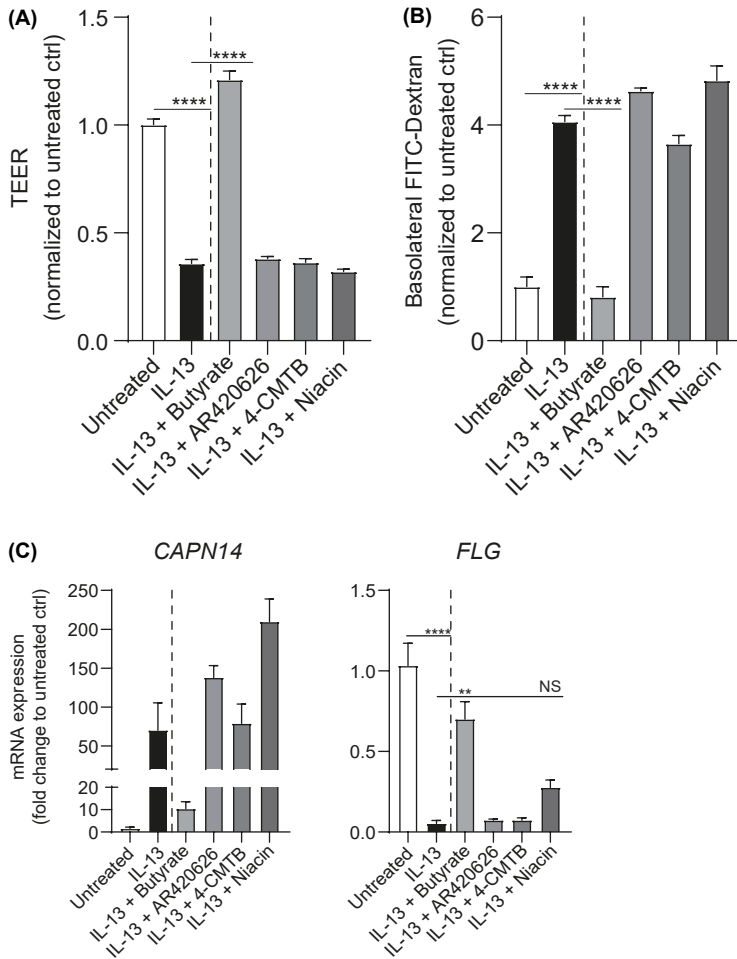 (A)
TEER
(normalized to untreated ctrl)
1.5
1.0
0.5
0.0
****
****
Untreated
IL-13
IL-13 + Butyrate
IL-13 + AR420626
IL-13 + 4-CMTB
IL-13 + Niacin
(B)
Basolateral FITC-Dextran
(normalized to untreated ctrl)
6
4
2
0
****
****
Untreated
IL-13
IL-13 + Butyrate
IL-13 + AR420626
IL-13 + 4-CMTB
IL-13 + Niacin
(C)
CAPN14
mRNA expression
(fold change to untreated ctrl)
250
200
150
100
50
20
10
0
Untreated
IL-13
IL-13 + Butyrate
IL-13 + AR420626
IL-13 + 4-CMTB
IL-13 + Niacin
FLG
1.5
1.0
0.5
0.0
****
**
NS
Untreated
IL-13
IL-13 + Butyrate
IL-13 + AR420626
IL-13 + 4-CMTB
IL-13 + Niacin